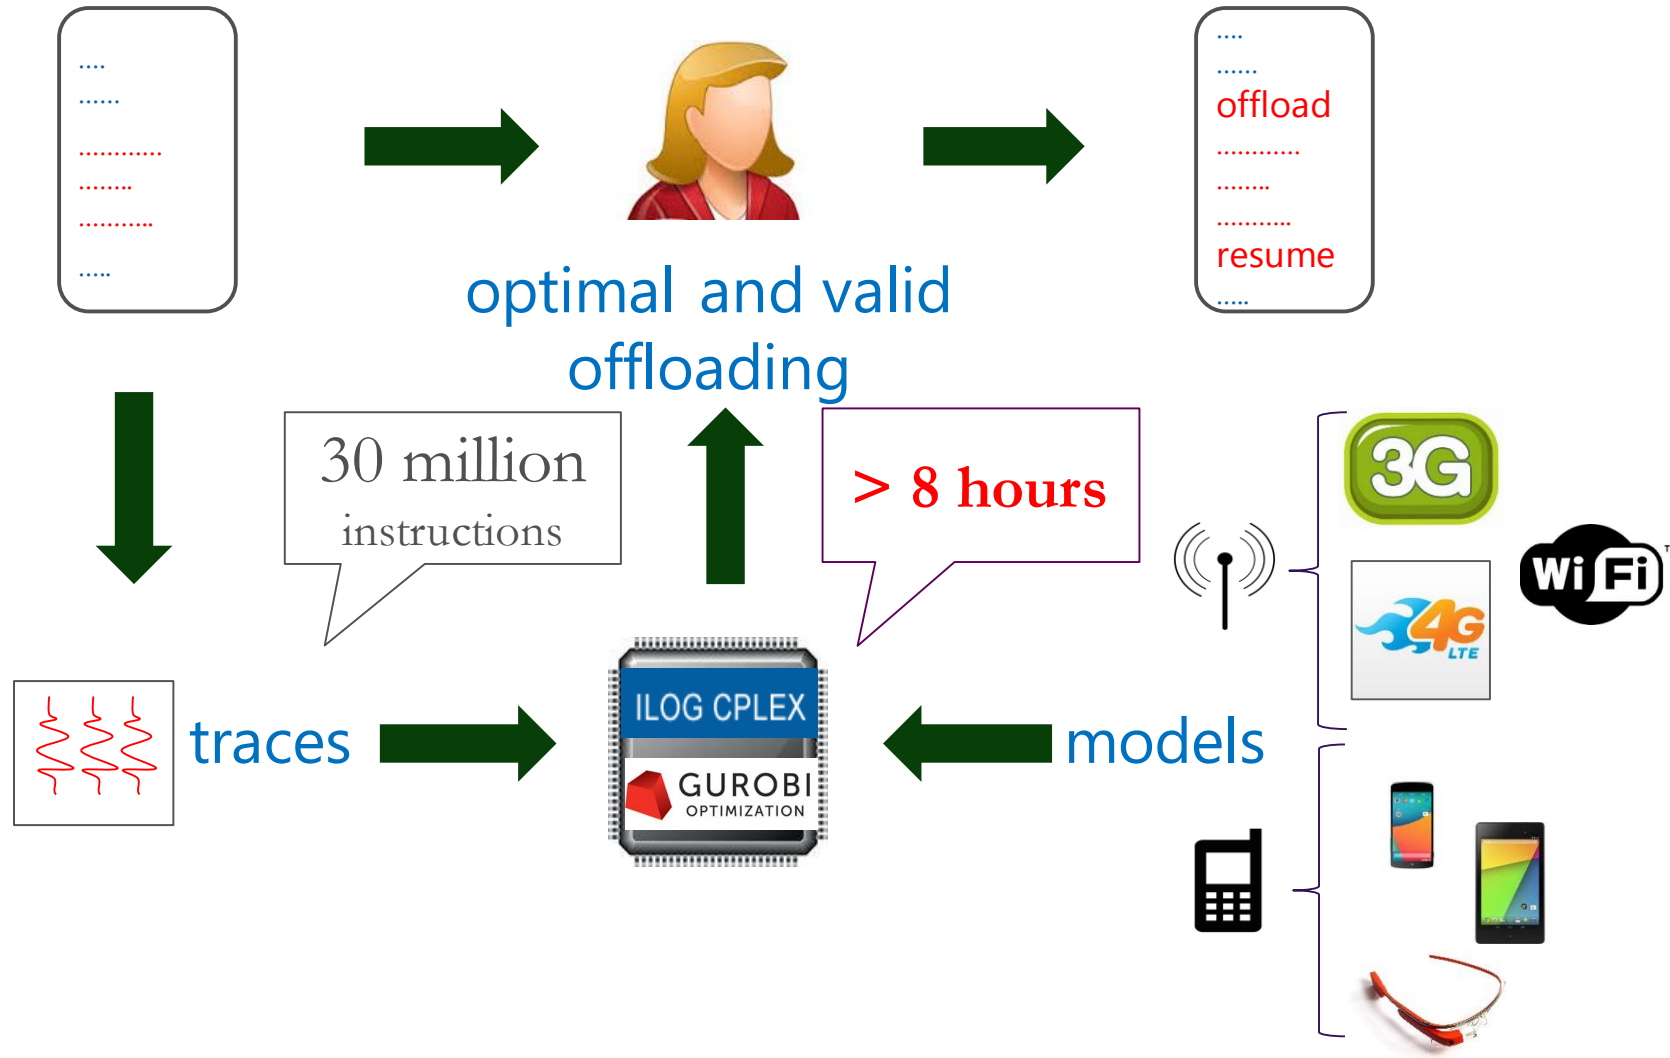 ....
......
............
........
...........
.....
....
......
offload
............
........
...........
resume
.....
optimal and valid
offloading
30 million
instructions
> 8 hours
3G
WiFi
T
4G
LTE
traces
ILOG CPLEX
GUROBI
OPTIMIZATION
models